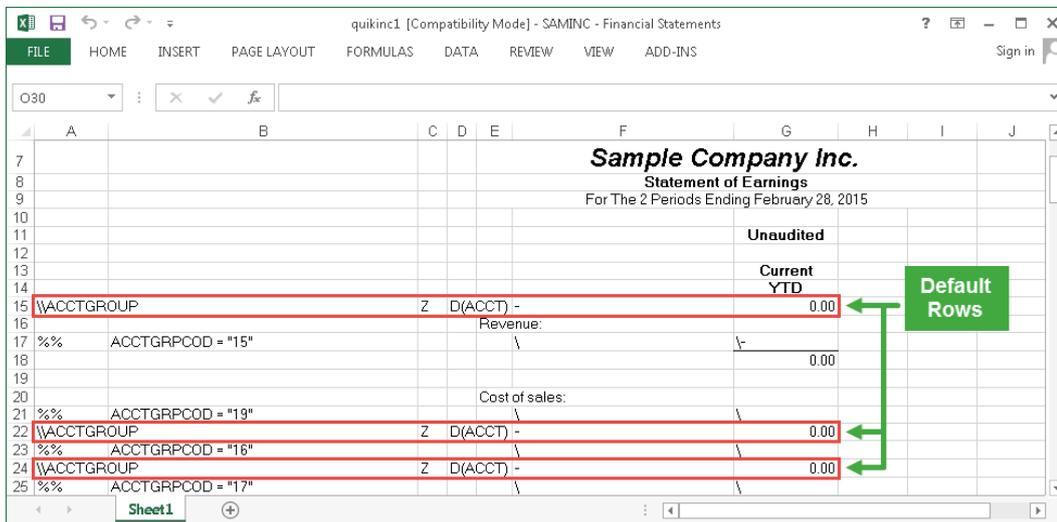 quikinc1 [Compatibility Mode] - SAMINC - Financial Statements
?
FILE HOME INSERT PAGE LAYOUT FORMULAS DATA REVIEW VIEW ADD-INS Sign in
O30 fx
A B C D E F G H I J
7 Sample Company Inc.
8 Statement of Earnings
9 For The 2 Periods Ending February 28, 2015
10
11 Unaudited
12
13 Current
14 YTD
15 \\ACCTGROUP Z D(ACCT) - 0.00
Default
Rows
16 Revenue:
17 %% ACCTGRPCOD = "15" \ \-
18 0.00
19
20 Cost of sales:
21 %% ACCTGRPCOD = "19" \ \
22 \\ACCTGROUP Z D(ACCT) - 0.00
23 %% ACCTGRPCOD = "16" \ \
24 \\ACCTGROUP Z D(ACCT) - 0.00
25 %% ACCTGRPCOD = "17" \ \
Sheet1